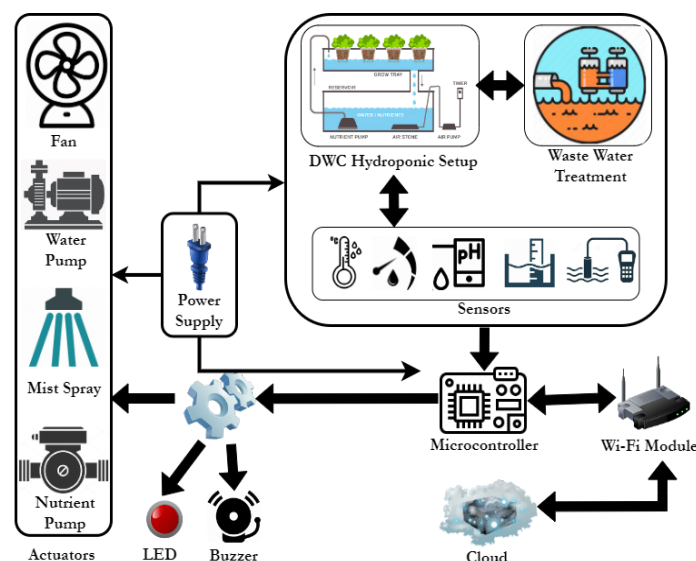 Fan
Water
Pump
Mist Spray
Nutrient
Pump
Actuators
Power
Supply
GROW TRAY
RESERVOIR
TIMER
WATER / NUTRIENTS
NUTRIENT PUMP
AIR STONE
AIR PUMP
DWC Hydroponic Setup
Waste Water
Treatment
°C
pH
Sensors
Microcontroller
Wi-Fi Module
LED
Buzzer
Cloud